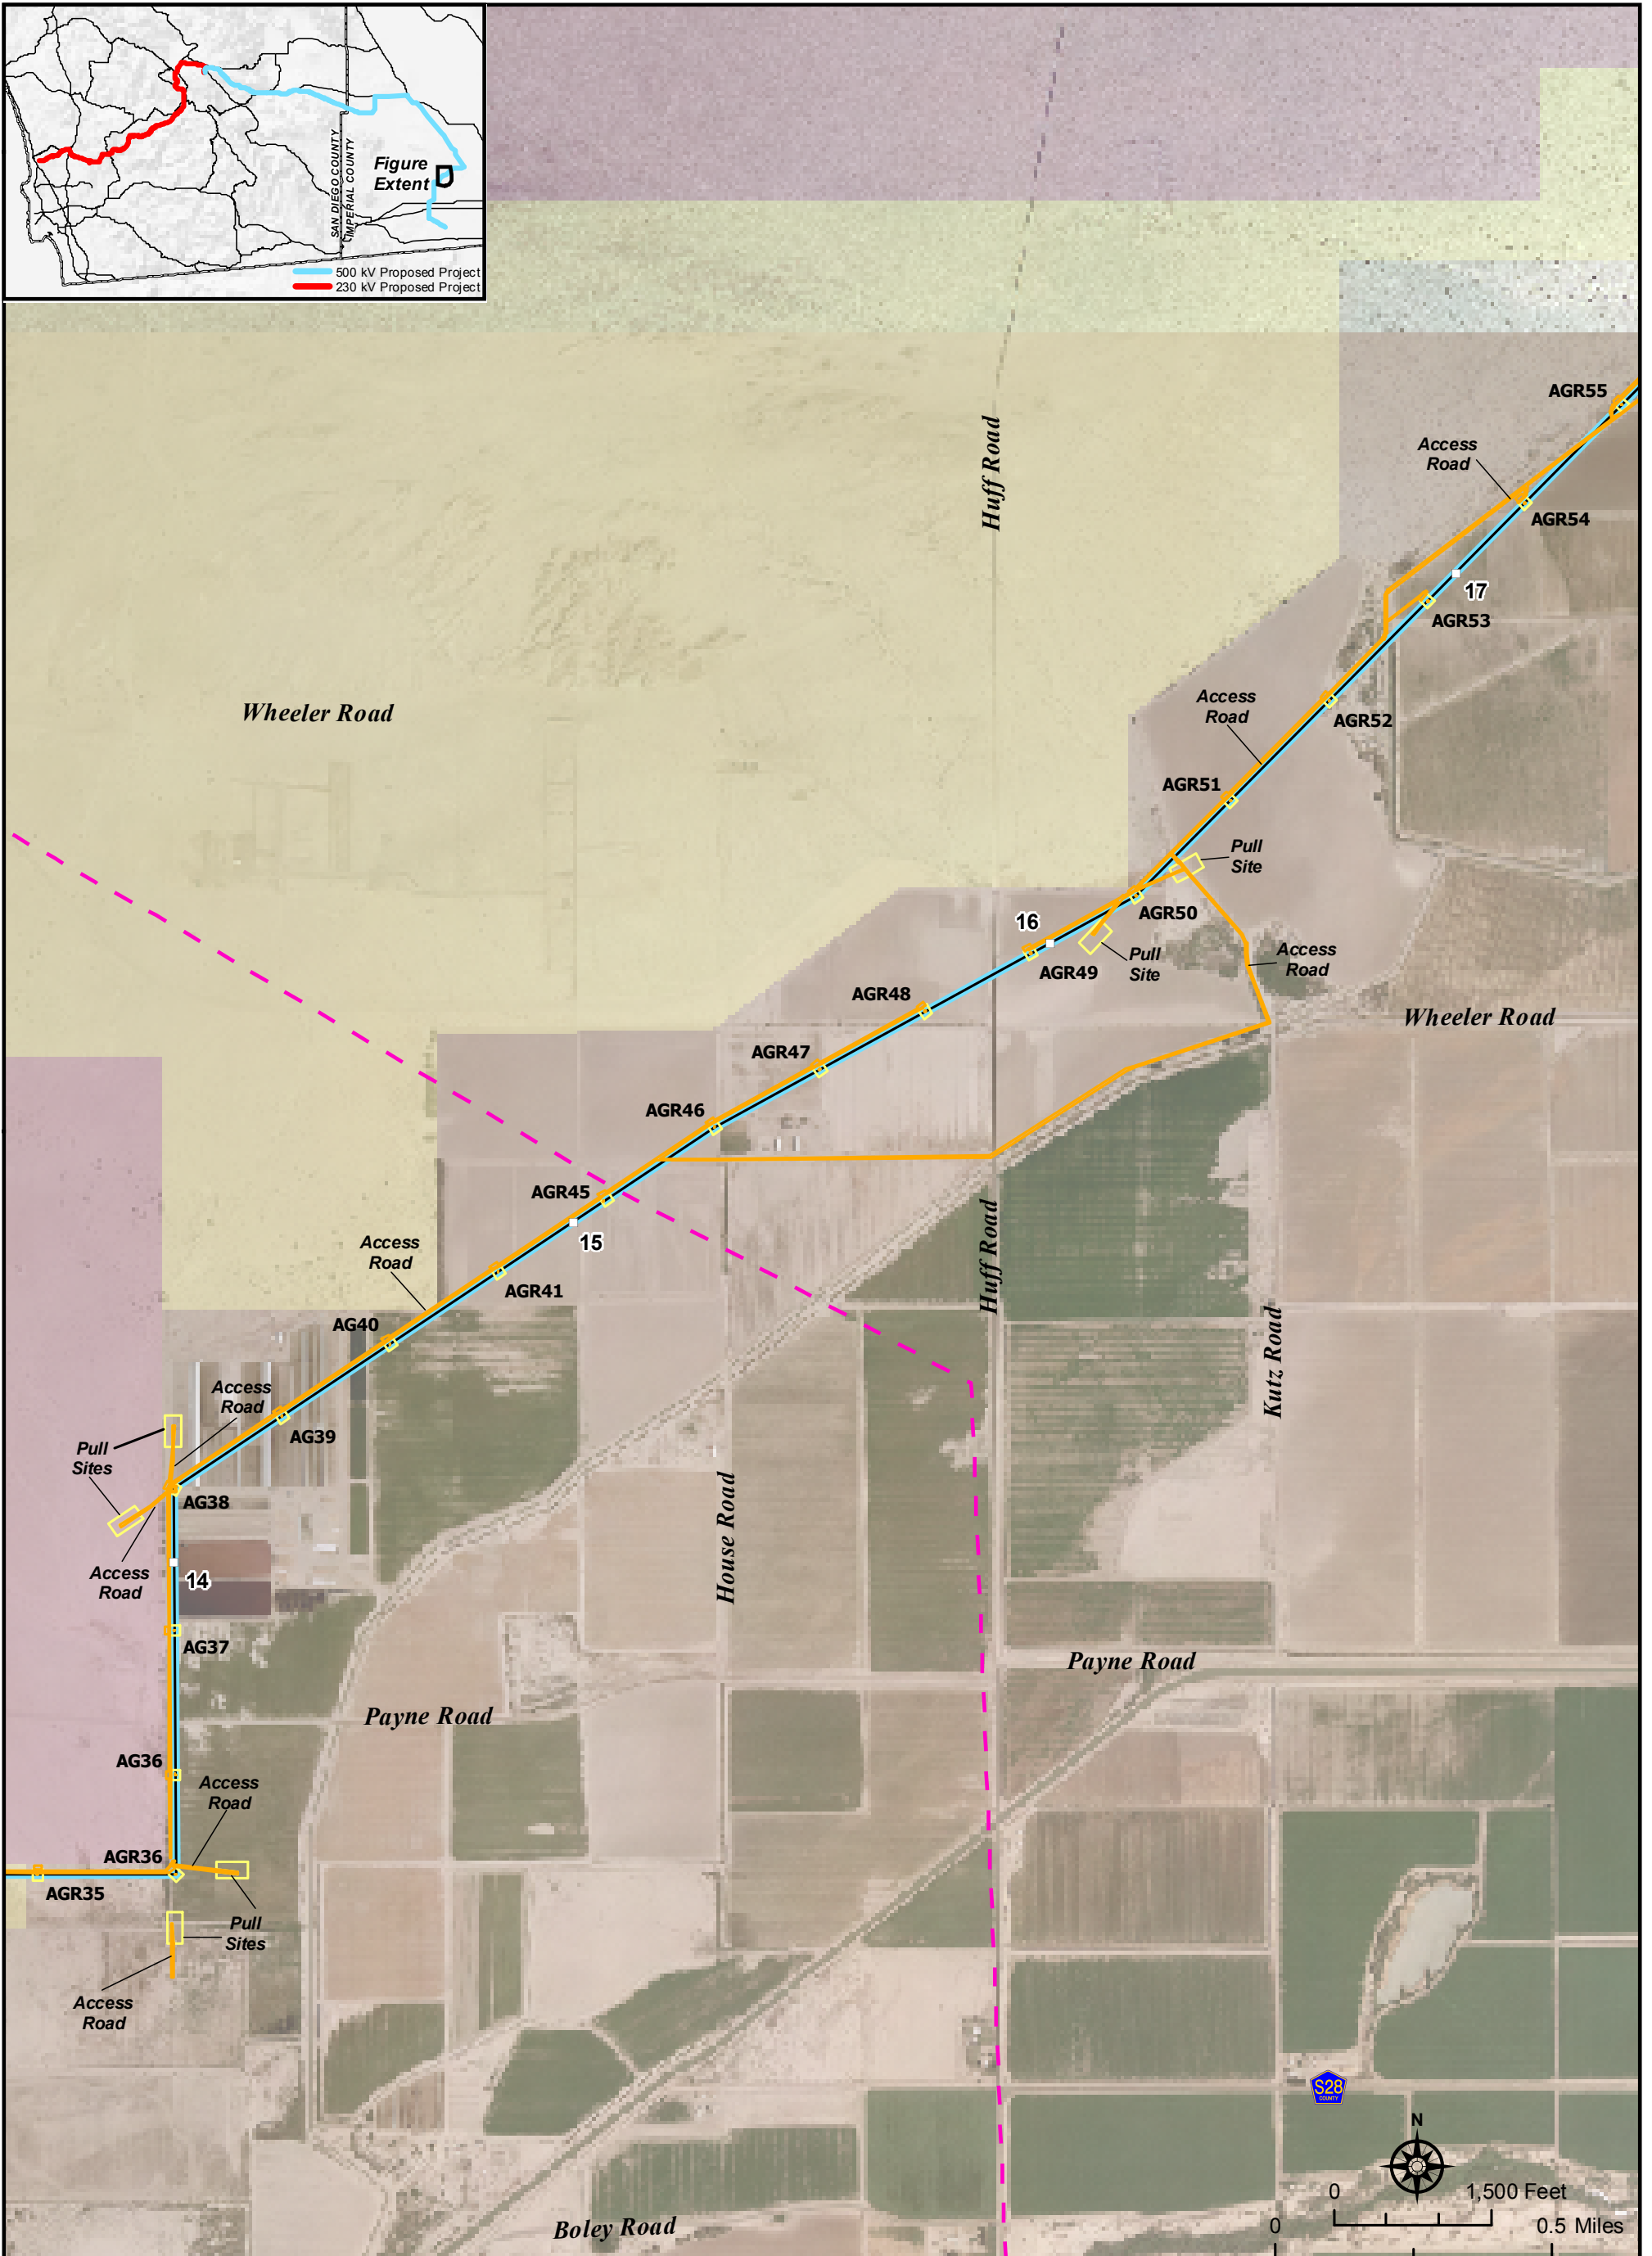 SAN DIEGO COUNTY
IMPERIAL COUNTY
Figure
Extent
500 kV Proposed Project
230 kV Proposed Project
AGR55
Access
Road
Huff Road
AGR54
17
AGR53
Wheeler Road
Access
Road
AGR52
AGR51
Pull
Site
AGR50
16
AGR49
Pull
Site
Access
Road
AGR48
Wheeler Road
AGR47
AGR46
AGR45
15
Huff Road
Access
Road
AGR41
AG40
Kutz Road
Access
Road
AG39
Pull
Sites
House Road
AG38
Access
Road
14
AG37
Payne Road
Payne Road
AG36
Access
Road
AGR36
AGR35
Pull
Sites
Access
Road
S28
COUNTY
N
0 1,500 Feet
0 0.5 Miles
Boley Road